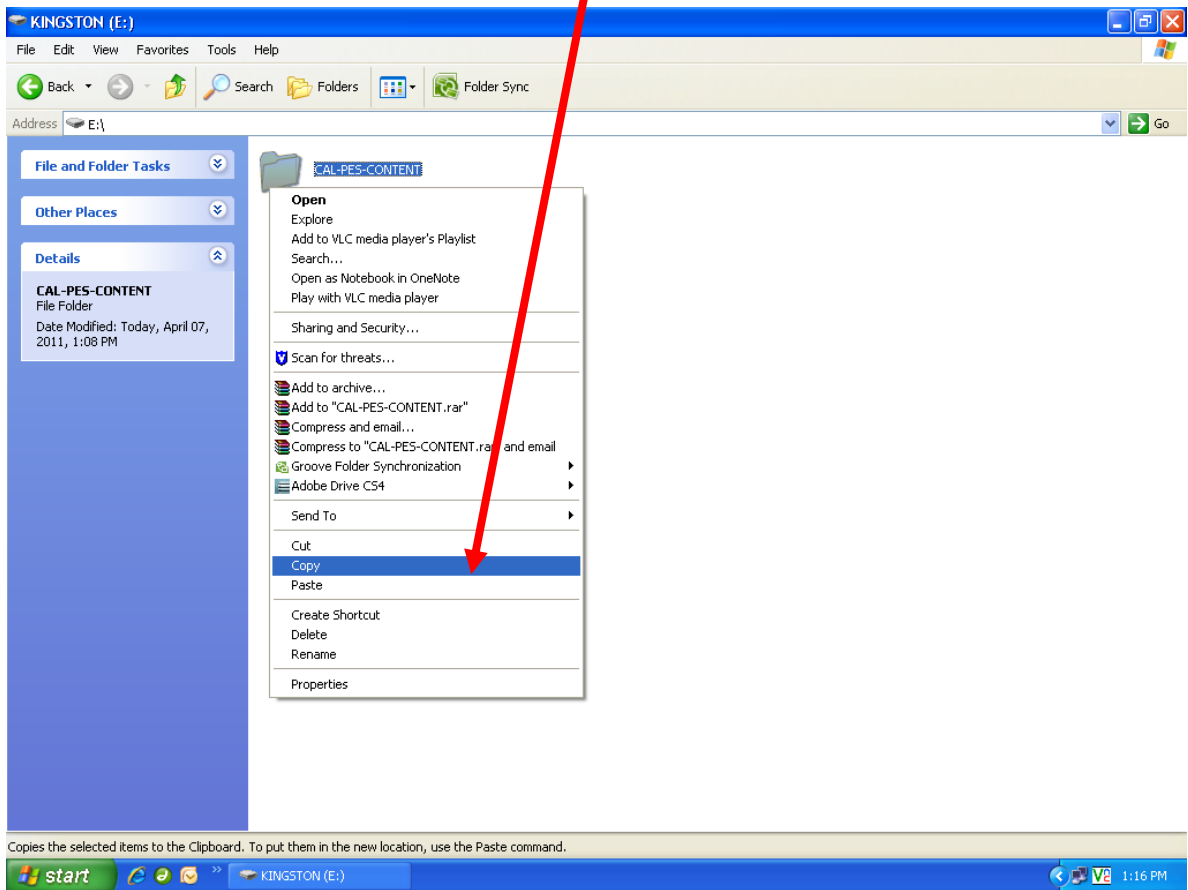 KINGSTON (E:)
File Edit View Favorites Tools Help
Back Search Folders Folder Sync
Address E:\ Go
File and Folder Tasks
Other Places
Details
CAL-PES-CONTENT
File Folder
Date Modified: Today, April 07,
2011, 1:08 PM
CAL-PES-CONTENT
Open
Explore
Add to VLC media player's Playlist
Search...
Open as Notebook in OneNote
Play with VLC media player
Sharing and Security...
Scan for threats...
Add to archive...
Add to "CAL-PES-CONTENT.rar"
Compress and email...
Compress to "CAL-PES-CONTENT.rar" and email
Groove Folder Synchronization
Adobe Drive CS4
Send To
Cut
Copy
Paste
Create Shortcut
Delete
Rename
Properties
Copies the selected items to the Clipboard. To put them in the new location, use the Paste command.
start KINGSTON (E:) 1:16 PM